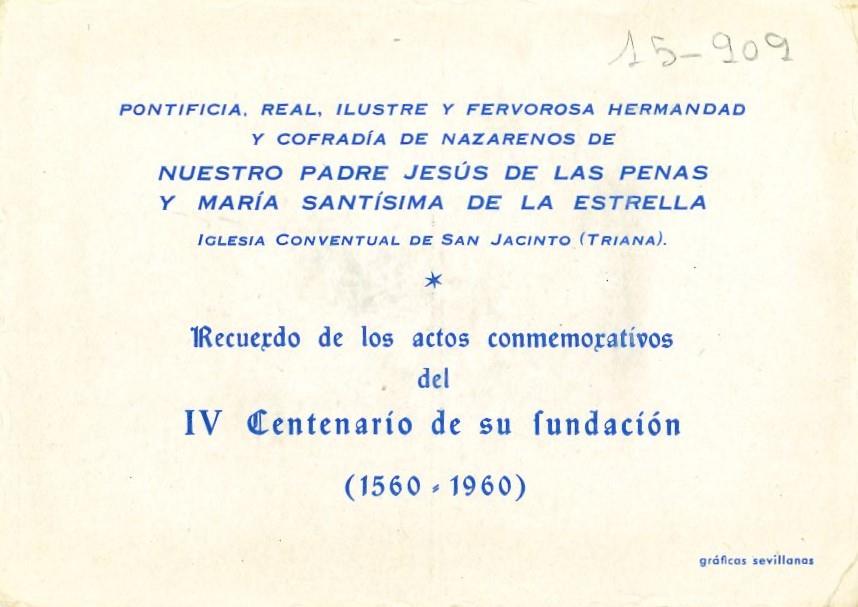 15-909
PONTIFICIA, REAL, ILUSTRE Y FERVOROSA HERMANDAD
Y COFRADÍA DE NAZARENOS DE
NUESTRO PADRE JESÚS DE LAS PENAS
Y MARÍA SANTÍSIMA DE LA ESTRELLA
IGLESIA CONVENTUAL DE SAN JACINTO (TRIANA).
Recuerdo de los actos conmemorativos
del
IV Centenario de su fundación
(1560 - 1960)
gráficas sevillanas